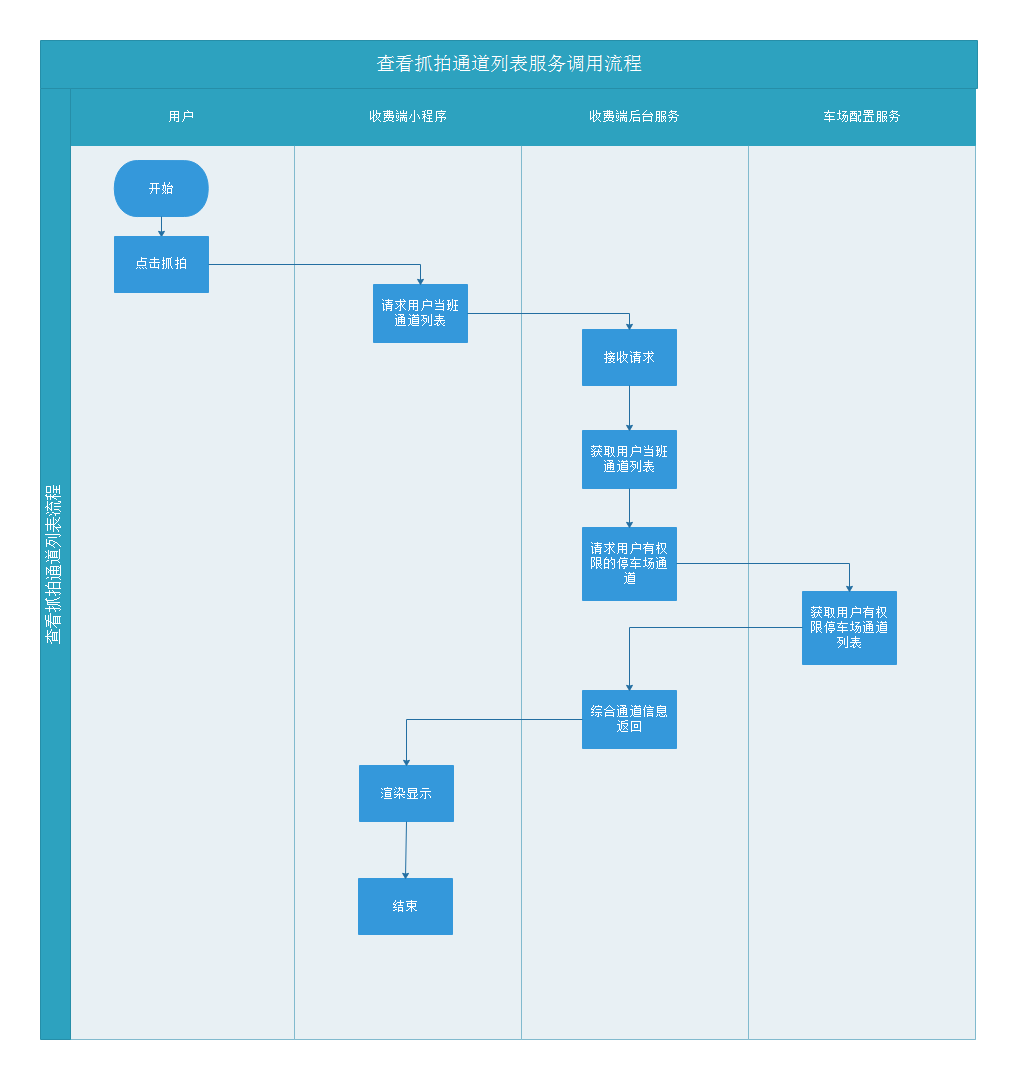 查看抓拍通道列表服务调用流程
用户
收费端小程序
收费端后台服务
车场配置服务
查看抓拍通道列表流程
开始
点击抓拍
请求用户当班
通道列表
接收请求
获取用户当班
通道列表
请求用户有权
限的停车场通
道
获取用户有权
限停车场通道
列表
综合通道信息
返回
渲染显示
结束